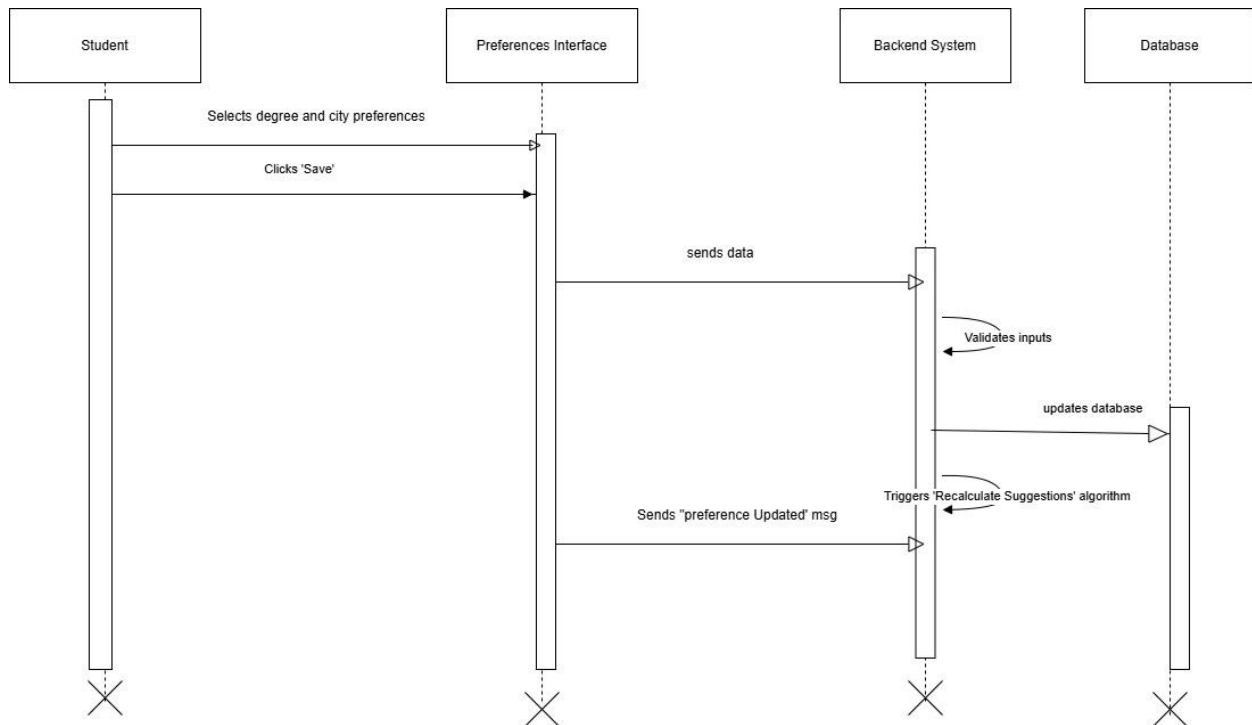 Student
Preferences Interface
Backend System
Database
Selects degree and city preferences
Clicks 'Save'
sends data
Validates inputs
updates database
Triggers 'Recalculate Suggestions' algorithm
Sends "preference Updated' msg